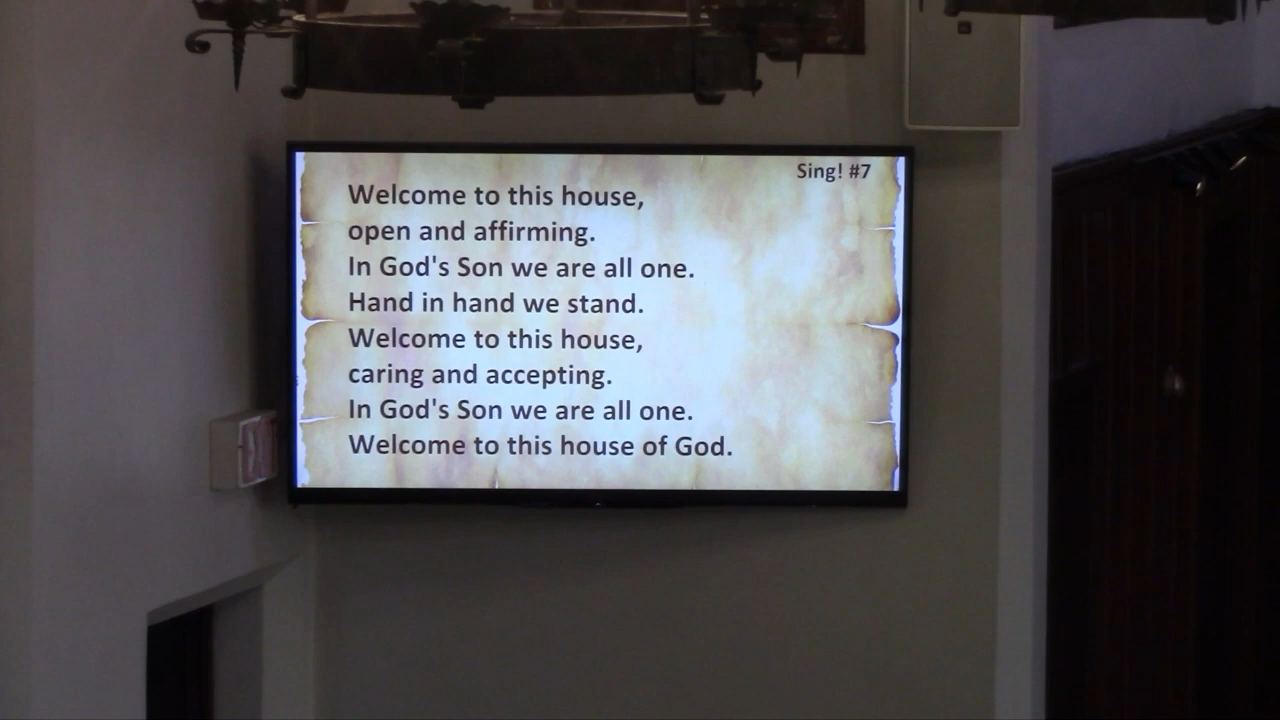 Sing! #7
Welcome to this house,
open and affirming.
In God's Son we are all one.
Hand in hand we stand.
Welcome to this house,
caring and accepting.
In God's Son we are all one.
Welcome to this house of God.